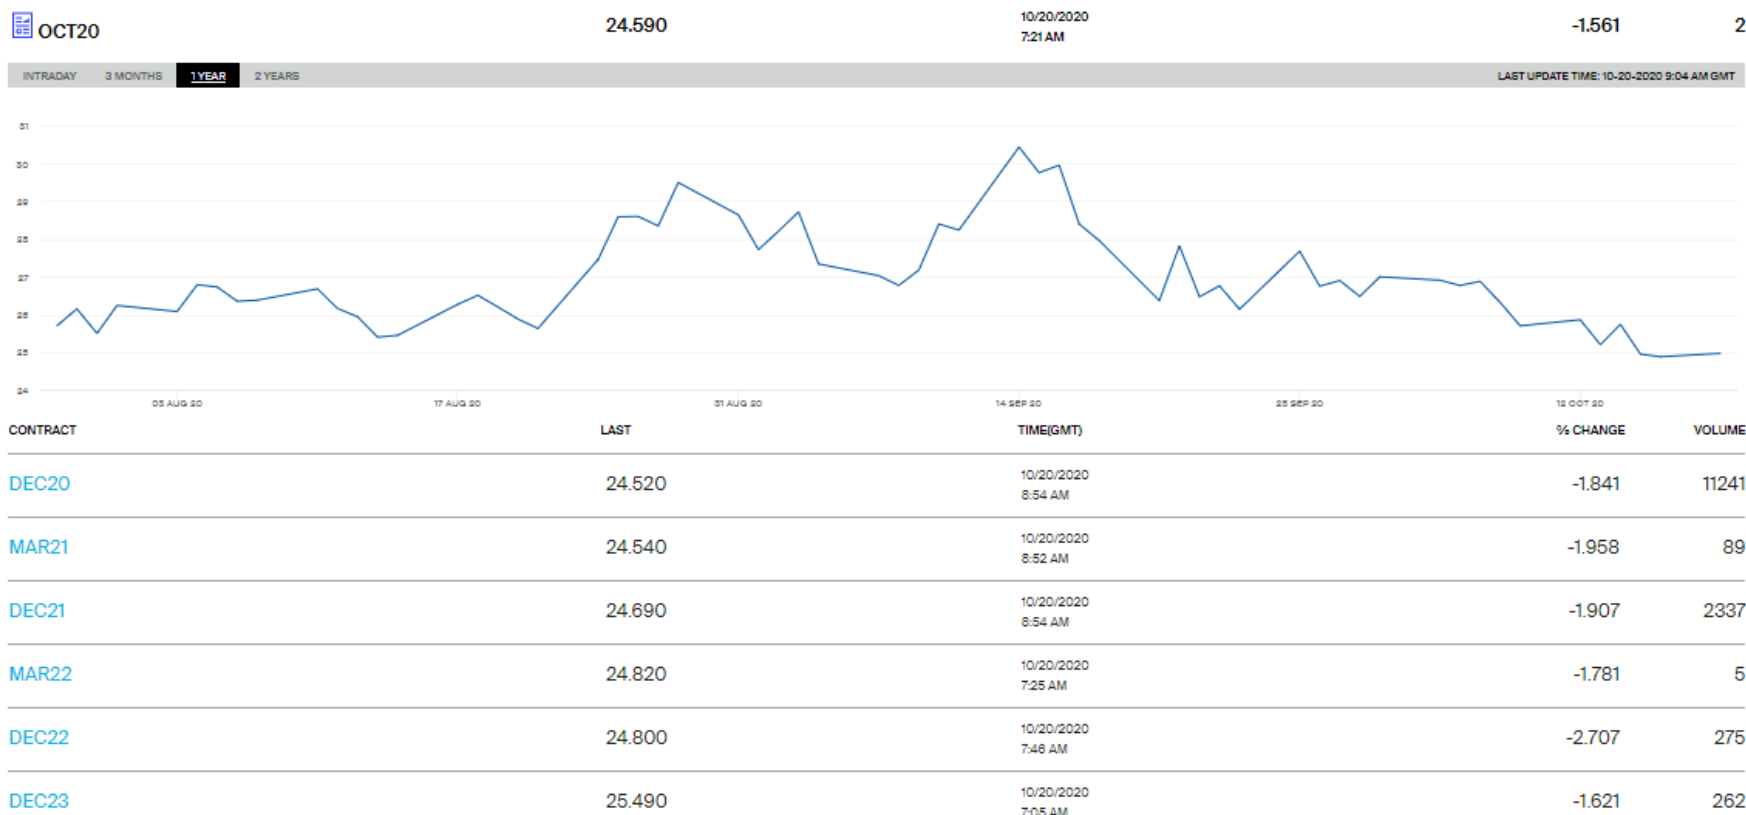 OCT20 24.590 10/20/2020 -1.561 2
7:21 AM
INTRADAY 3 MONTHS 1 YEAR 2 YEARS LAST UPDATE TIME: 10-20-2020 9:04 AM GMT
31
30
29
28
27
26
25
24
03 AUG 20 17 AUG 20 31 AUG 20 14 SEP 20 28 SEP 20 12 OCT 20
CONTRACT LAST TIME(GMT) % CHANGE VOLUME
DEC20 24.520 10/20/2020 -1.841 11241
8:54 AM
MAR21 24.540 10/20/2020 -1.958 89
8:52 AM
DEC21 24.690 10/20/2020 -1.907 2337
8:54 AM
MAR22 24.820 10/20/2020 -1.781 5
7:25 AM
DEC22 24.800 10/20/2020 -2.707 275
7:46 AM
DEC23 25.490 10/20/2020 -1.621 262
7:05 AM